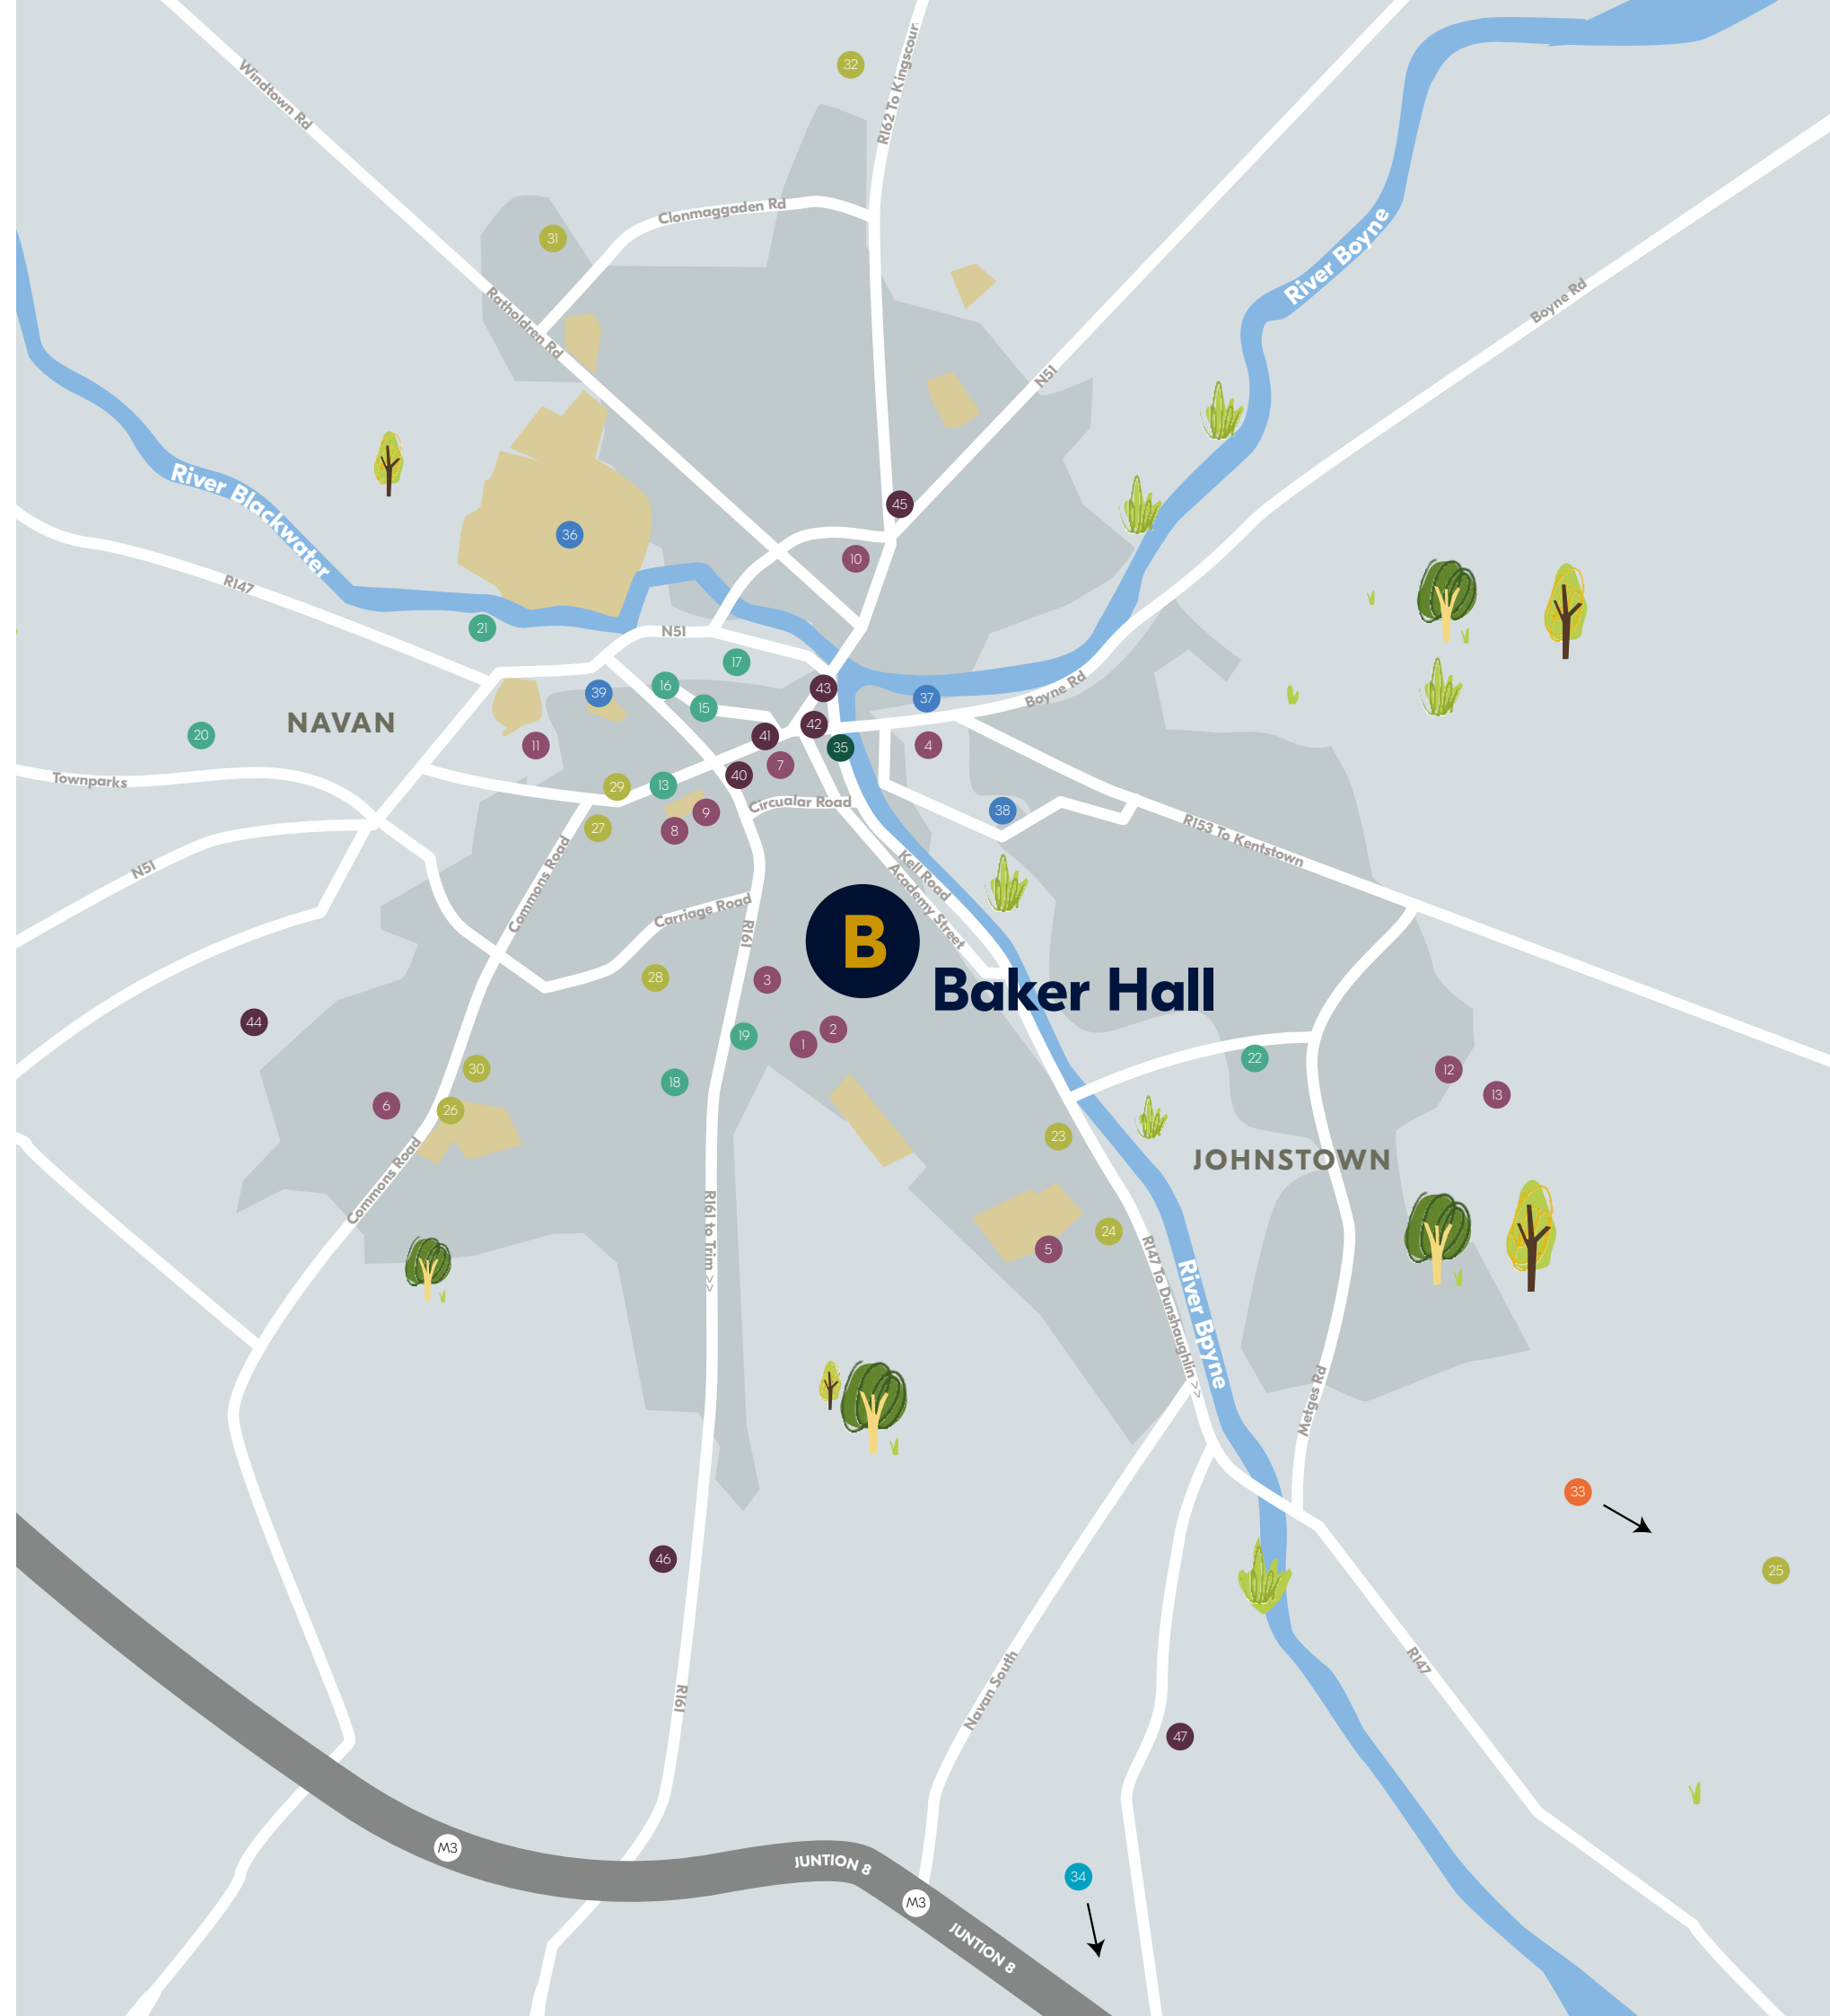 32
Windtown Rd
R162 To Kingscour
Clonmaggaden Rd
31
River Boyne
Boyne Rd
Ratholdren Rd
N51
River Blackwater
45
36
10
R147
21
N51
17
16
39
43
37
Boyne Rd
15
NAVAN
42
20
41
35
4
11
7
40
Townparks
29
13
Circualar Road
38
9
27
8
R153 To Kentstown
N51
Commons Road
Kell Road
Academy Street
Carriage Road
R161
B
28
3
Baker Hall
44
2
19
1
22
30
12
18
13
6
26
23
JOHNSTOWN
Commons Road
R161 to Trim >>
24
5
R147 To Dunshaughlin >>
River Bpyne
Metges Rd
33
46
25
R147
Navan South
R161
47
M3
JUNTION 8
34
M3
JUNTION 8